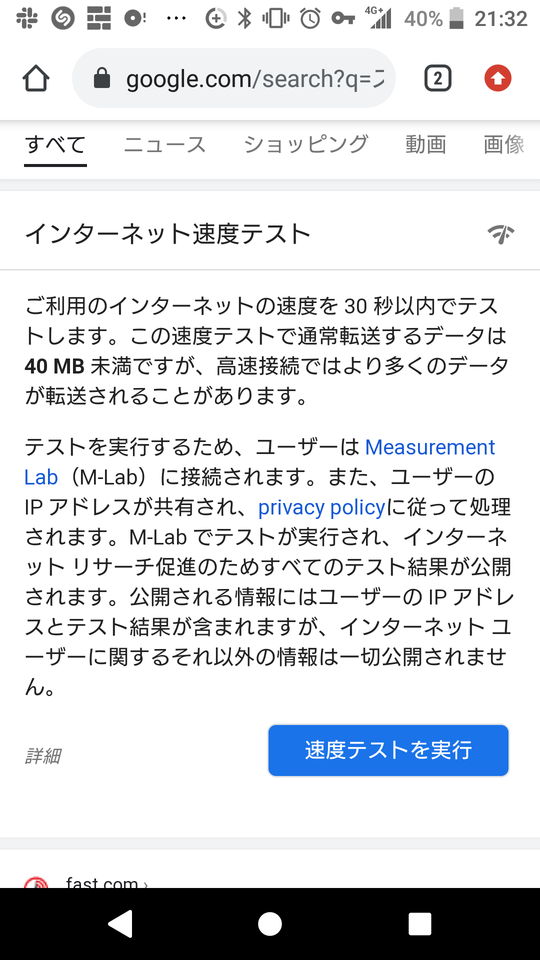 4G+ 40% 21:32
google.com/search?q=ス
2
すべて ニュース ショッピング 動画 画像
インターネット速度テスト
ご利用のインターネットの速度を 30 秒以内でテス
トします。この速度テストで通常転送するデータは
40 MB 未満ですが、高速接続ではより多くのデータ
が転送されることがあります。
テストを実行するため、ユーザーは Measurement
Lab（M-Lab）に接続されます。また、ユーザーの
IP アドレスが共有され、privacy policyに従って処理
されます。M-Lab でテストが実行され、インターネ
ット リサーチ促進のためすべてのテスト結果が公開
されます。公開される情報にはユーザーの IP アドレ
スとテスト結果が含まれますが、インターネット ユ
ーザーに関するそれ以外の情報は一切公開されませ
ん。
詳細
速度テストを実行
fast.com ›